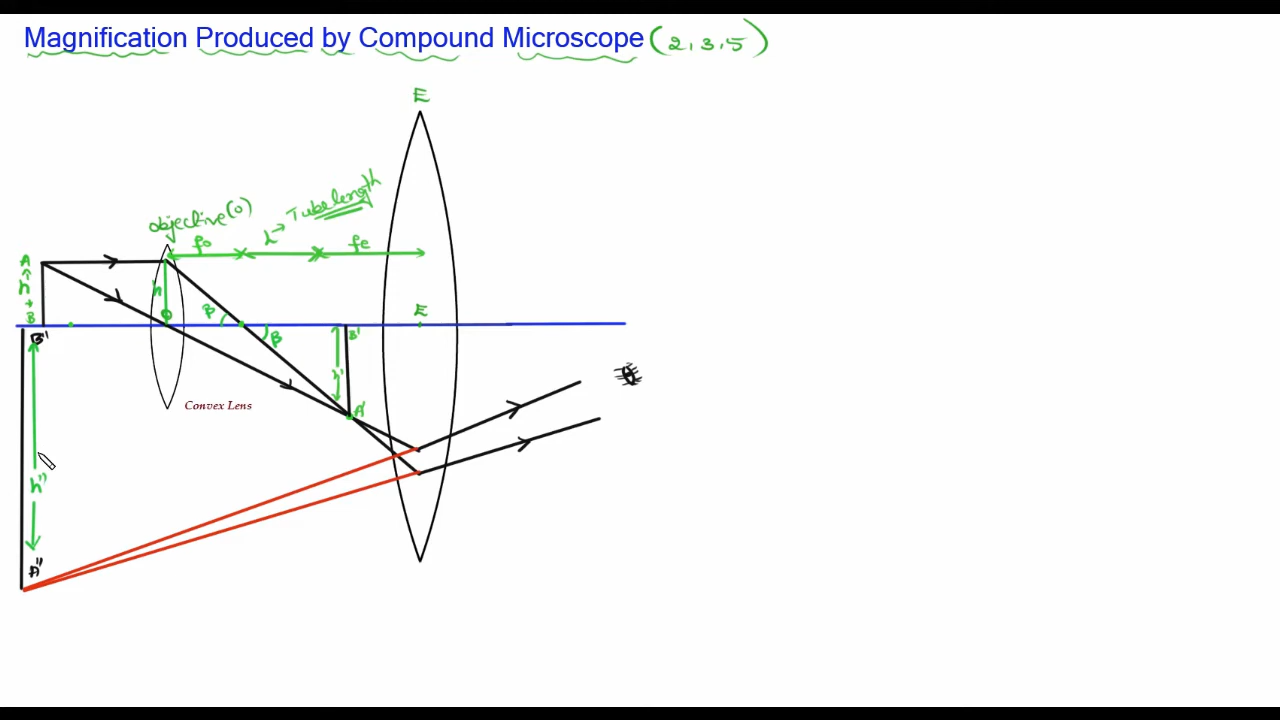 Magnification Produced by Compound Microscope (2,3,5)
E
objective(o)
fo
L → Tube length
fe
A
h
B
h
O
β
β
E
B'
B"
h'
A'
Convex Lens
h"
A"